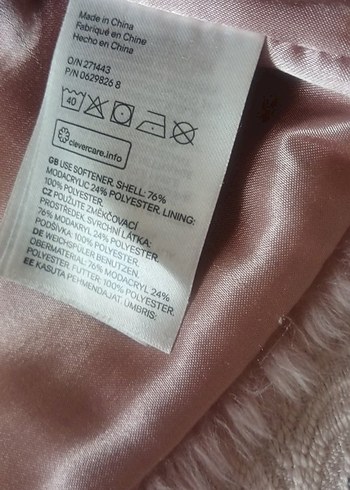 Made in China
Fabriqué en Chine
Hecho en China
O/N 271443
P/N 0629826 8
40
clevercare.info
GB USE SOFTENER. SHELL: 76%
MODACRYLIC 24% POLYESTER. LINING:
100% POLYESTER.
CZ POUŽÍTE ZMĚKČOVACÍ
PROSTŘEDKY. SVRCHNÍ LÁTKA:
76% MODAKRYL 24% POLYESTER.
PODŠÍVKA: 100% POLYESTER.
DE WEICHSPÜLER BENUTZEN.
OBERMATERIAL: 76% MODACRYL 24%
POLYESTER. FUTTER: 100% POLYESTER.
EE KASUTA PEHMENDAJAT. ÜMBRIS: